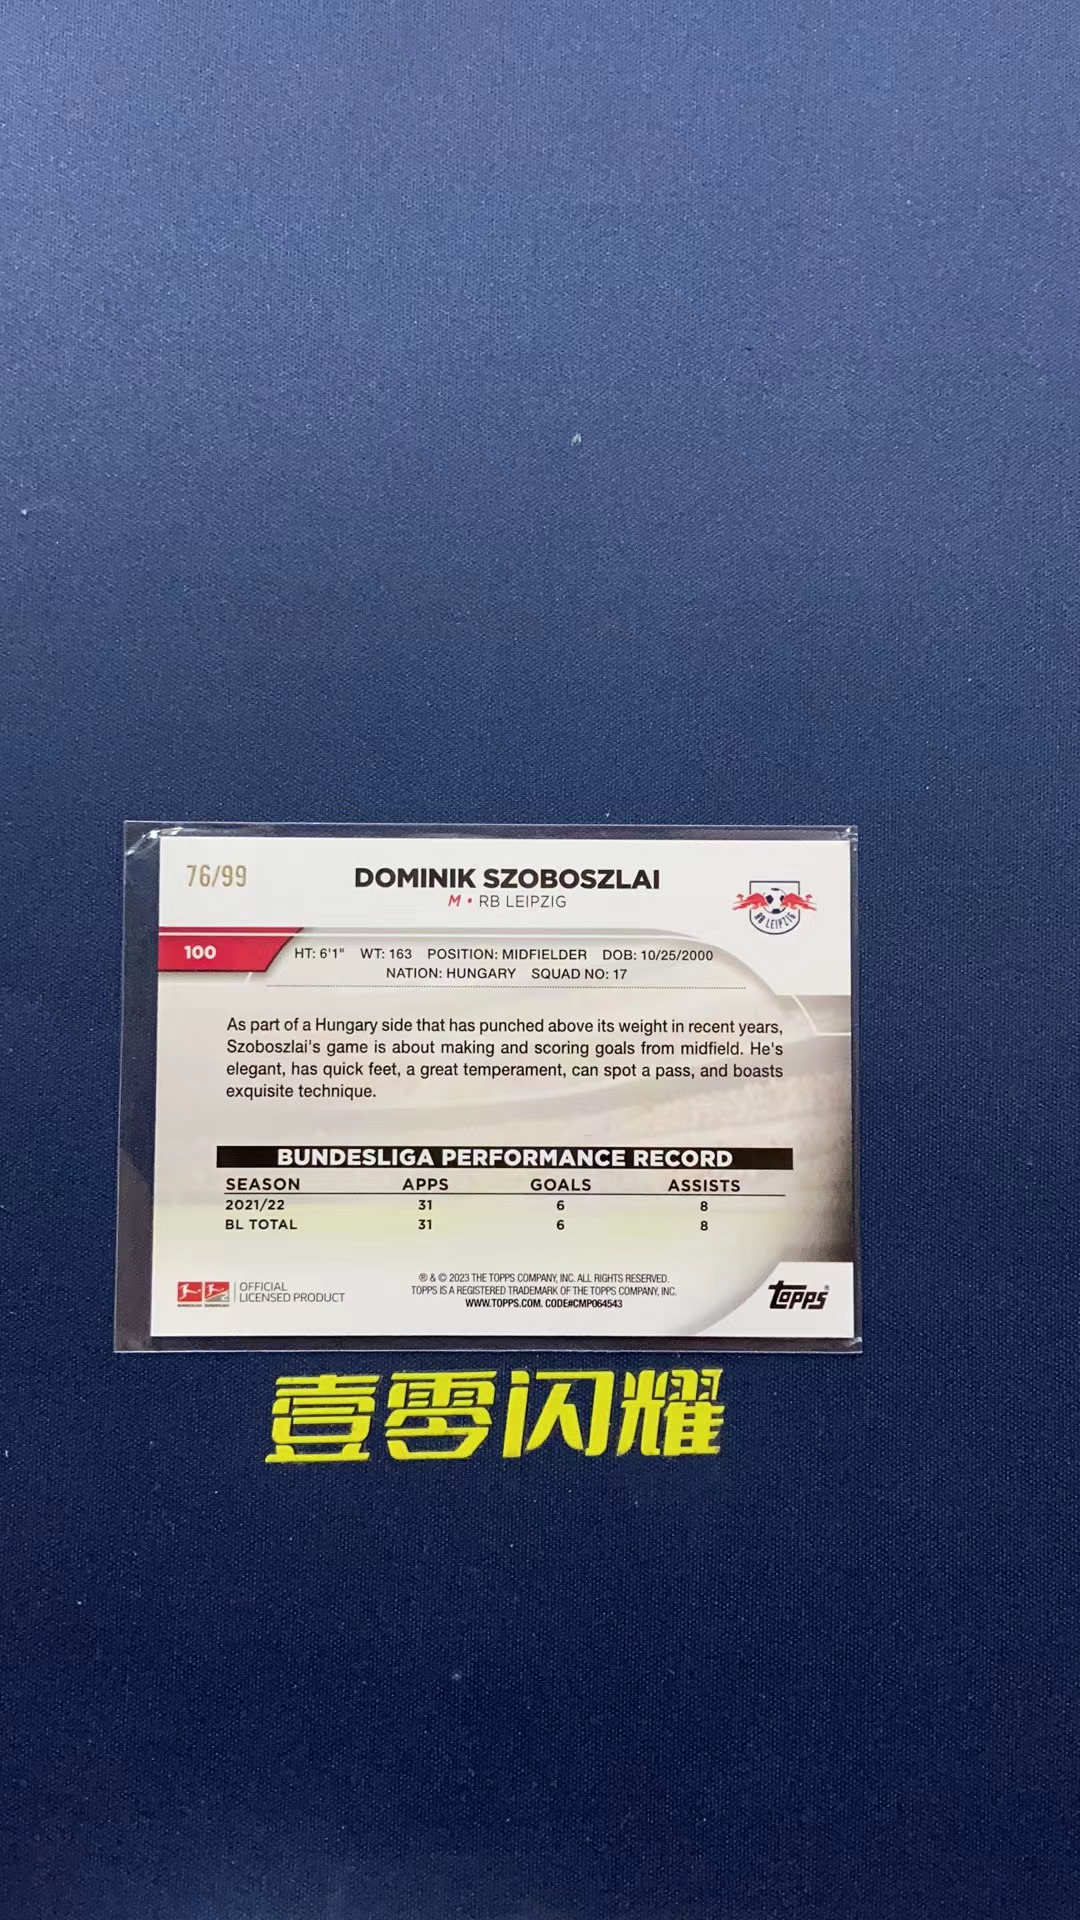 76/99
DOMINIK SZOBOSZLAI
M • RB LEIPZIG
RB LEIPZIG
100
HT: 6'1" WT: 163 POSITION: MIDFIELDER DOB: 10/25/2000
NATION: HUNGARY SQUAD NO: 17
As part of a Hungary side that has punched above its weight in recent years,
Szoboszlai's game is about making and scoring goals from midfield. He's
elegant, has quick feet, a great temperament, can spot a pass, and boasts
exquisite technique.
BUNDESLIGA PERFORMANCE RECORD
SEASON APPS GOALS ASSISTS
2021/22 31 6 8
BL TOTAL 31 6 8
BUNDESLIGA BUNDESLIGA
OFFICIAL
LICENSED PRODUCT
® & © 2023 THE TOPPS COMPANY, INC. ALL RIGHTS RESERVED.
TOPPS IS A REGISTERED TRADEMARK OF THE TOPPS COMPANY, INC.
WWW.TOPPS.COM. CODE#CMP064543
topps®
壹零闪耀